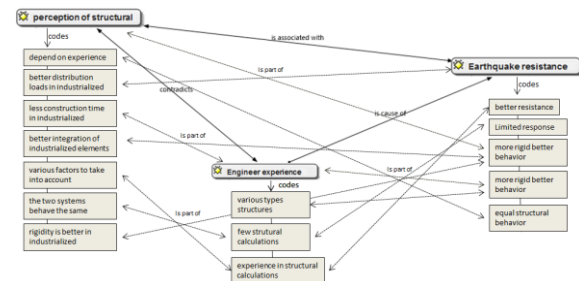 perception of structural
codes
depend on experience
better distribution
loads in industrialized
less construction time
in industrialized
better integration of
industrialized elements
various factors to take
into account
the two systems
behave the same
rigidity is better in
industrialized
is associated with
is part of
contradicts
is cause of
Is part of
is part of
Is part of
Engineer experience
codes
various types
structures
few strutural
calculations
experience in structural
calculations
Earthquake resistance
codes
better resistance
Limited response
more rigid better
behavior
more rigid better
behavior
equal structural
behavior